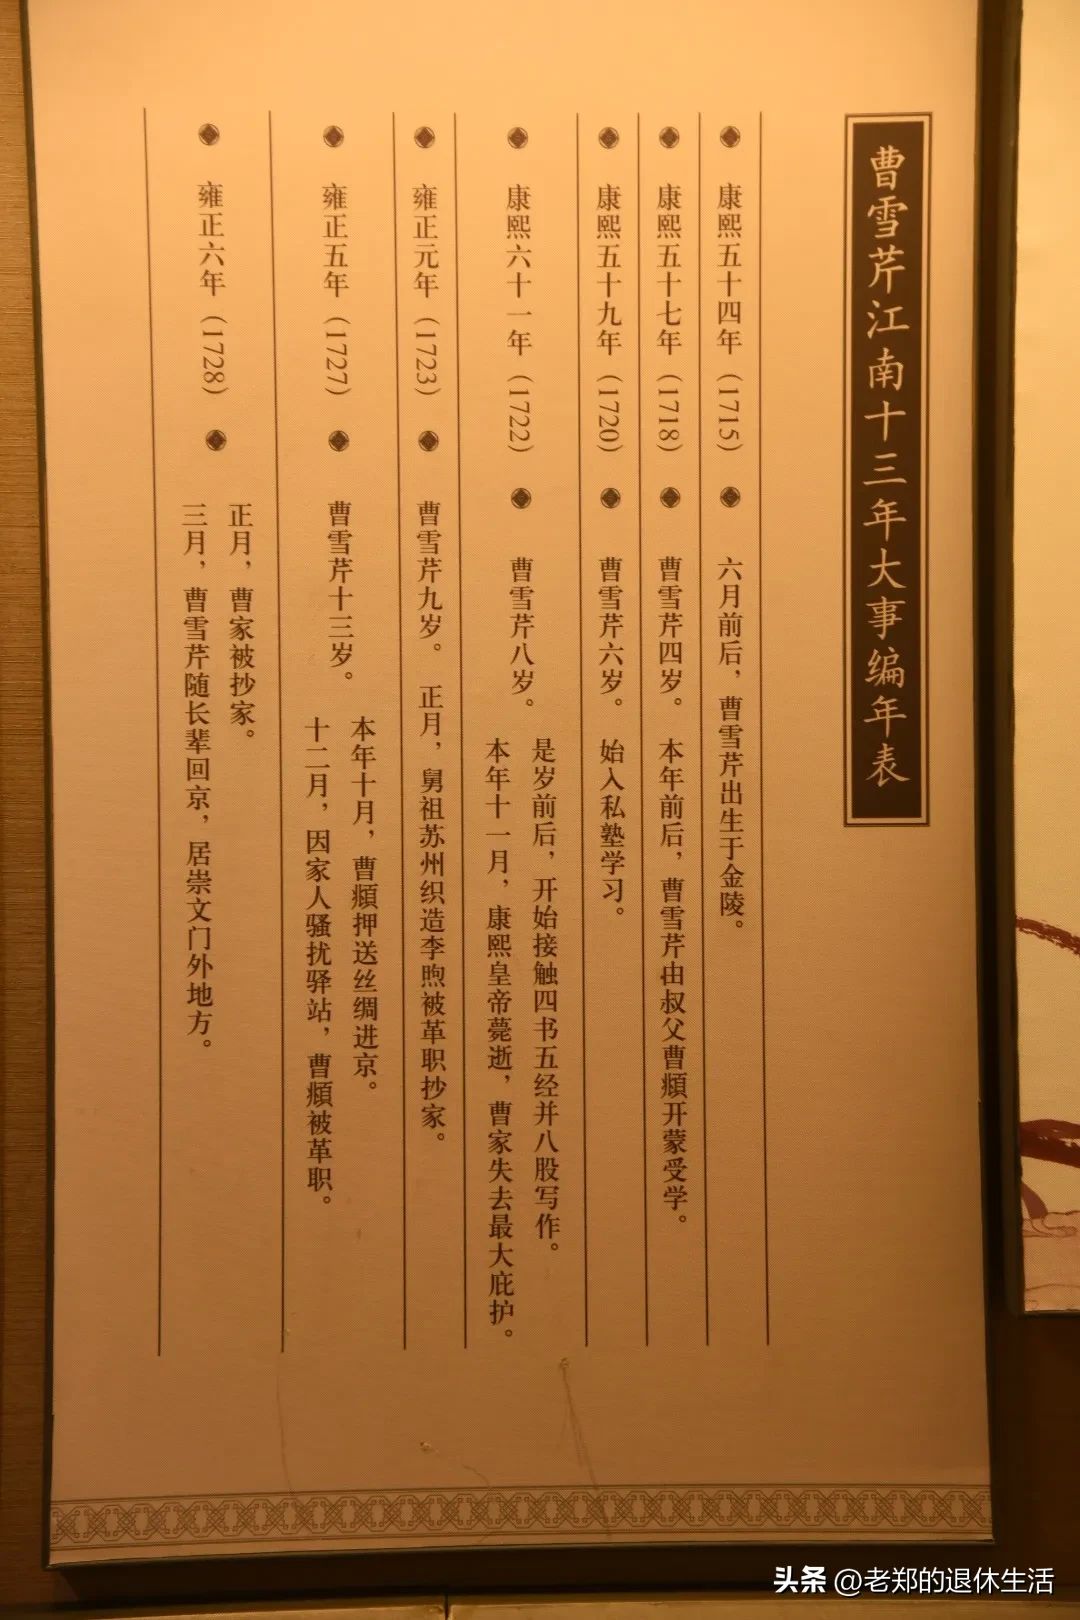 曹雪芹江南十三年大事编年表
康熙五十四年（1715） 六月前后，曹雪芹出生于金陵。
康熙五十七年（1718） 曹雪芹四岁。 本年前后，曹雪芹由叔父曹頫开蒙受学。
康熙五十九年（1720） 曹雪芹六岁。 始入私塾学习。
康熙六十一年（1722） 曹雪芹八岁。
是岁前后，开始接触四书五经并八股写作。
本年十一月，康熙皇帝薨逝，曹家失去最大庇护。
雍正元年（1723） 曹雪芹九岁。 正月，舅祖苏州织造李煦被革职抄家。
雍正五年（1727） 曹雪芹十三岁。
本年十月，曹頫押送丝绸进京。
十二月，因家人骚扰驿站，曹頫被革职。
雍正六年（1728）
正月，曹家被抄家。
三月，曹雪芹随长辈回京，居崇文门外地方。
头条 @老郑的退休生活